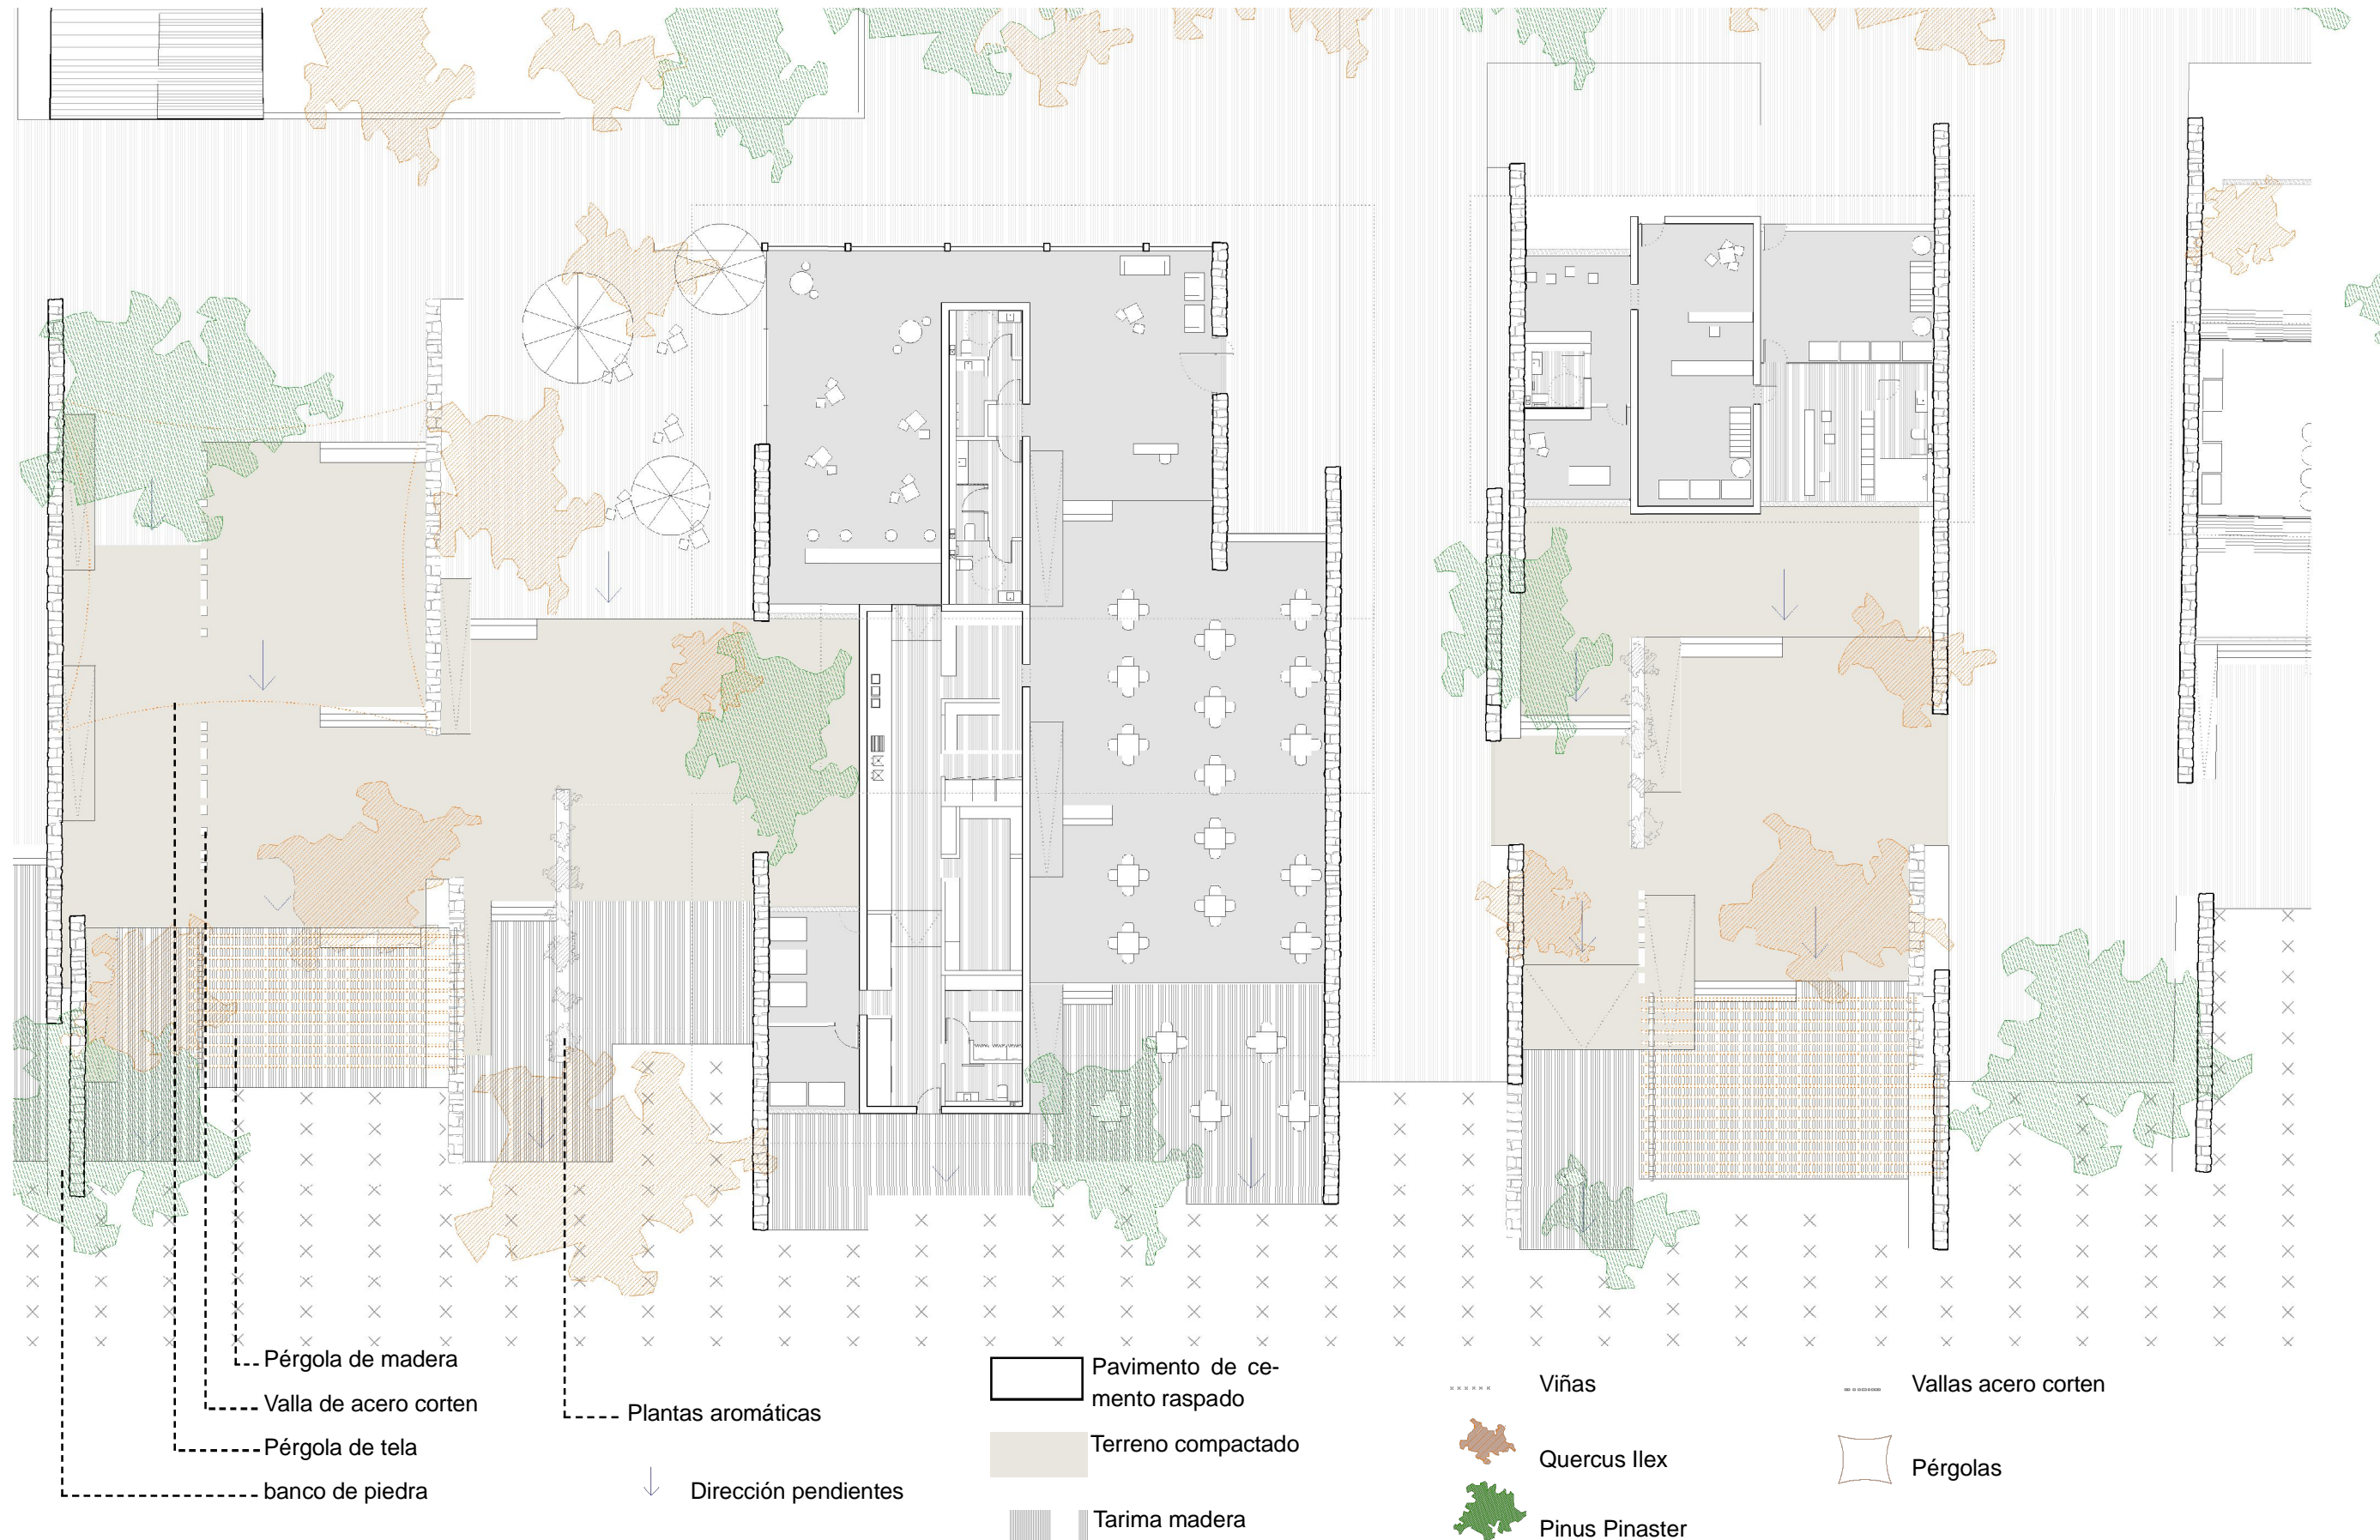 Pérgola de madera
Valla de acero corten
Pérgola de tela
banco de piedra
Plantas aromáticas
Dirección pendientes
Pavimento de ce-
mento raspado
Terreno compactado
Tarima madera
Viñas
Quercus Ilex
Pinus Pinaster
Vallas acero corten
Pérgolas